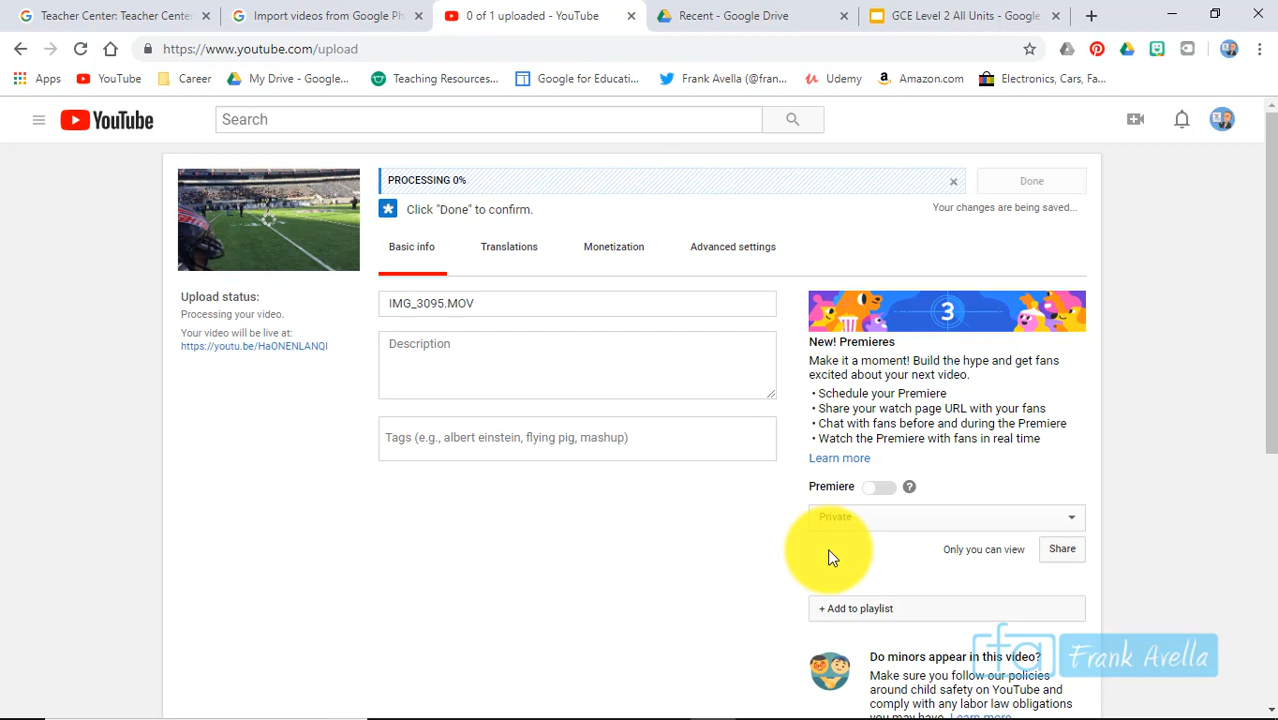 Teacher Center: Teacher Cent
Import videos from Google Ph
0 of 1 uploaded - YouTube
Recent - Google Drive
GCE Level 2 All Units - Google
https://www.youtube.com/upload
Apps
YouTube
Career
My Drive - Google...
Teaching Resources...
Google for Educati...
Frank Avella (@fran...
Udemy
Amazon.com
Electronics, Cars, Fa...
YouTube
Search
PROCESSING 0%
Done
Click "Done" to confirm.
Your changes are being saved...
Basic info
Translations
Monetization
Advanced settings
Upload status:
Processing your video.
Your video will be live at:
https://youtu.be/HaONENLANQI
IMG_3095.MOV
Description
Tags (e.g., albert einstein, flying pig, mashup)
3
New! Premieres
Make it a moment! Build the hype and get fans
excited about your next video.
• Schedule your Premiere
• Share your watch page URL with your fans
• Chat with fans before and during the Premiere
• Watch the Premiere with fans in real time
Learn more
Premiere
Private
Only you can view
Share
+ Add to playlist
Do minors appear in this video?
Make sure you follow our policies
around child safety on YouTube and
comply with any labor law obligations
you may have. Learn more
fa Frank Avella